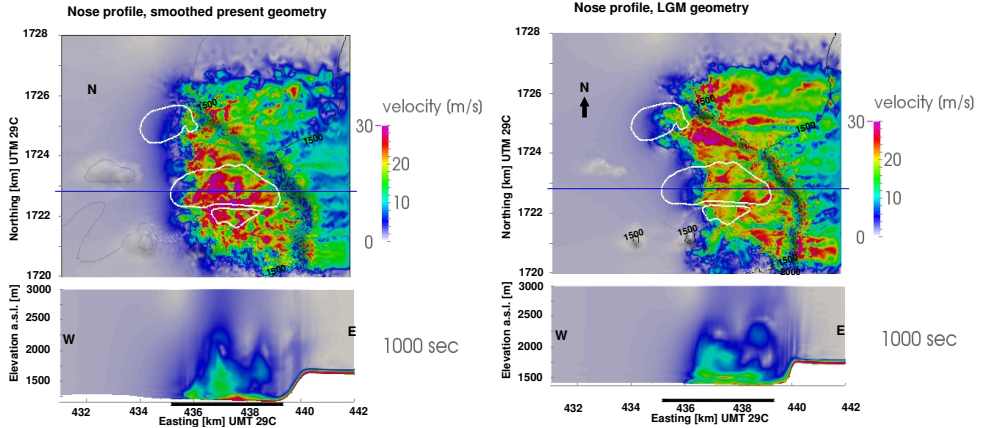 Nose profile, smoothed present geometry
1728
1726
1724
1722
1720
Northing [km] UTM 29C
N
1500
1500
1500
velocity (m/s)
30
20
10
0
3000
2500
2000
1500
Elevation a.s.l. [m]
W
E
1000 sec
432 434 436 438 440 442
Easting [km] UMT 29C
Nose profile, LGM geometry
1728
1726
1724
1722
1720
Northing [km] UTM 29C
N
1500
1500
1500
1500
1500
2000
velocity (m/s)
30
20
10
0
3000
2500
2000
1500
Elevation a.s.l. [m]
W
E
1000 sec
432 434 436 438 440 442
Easting [km] UMT 29C